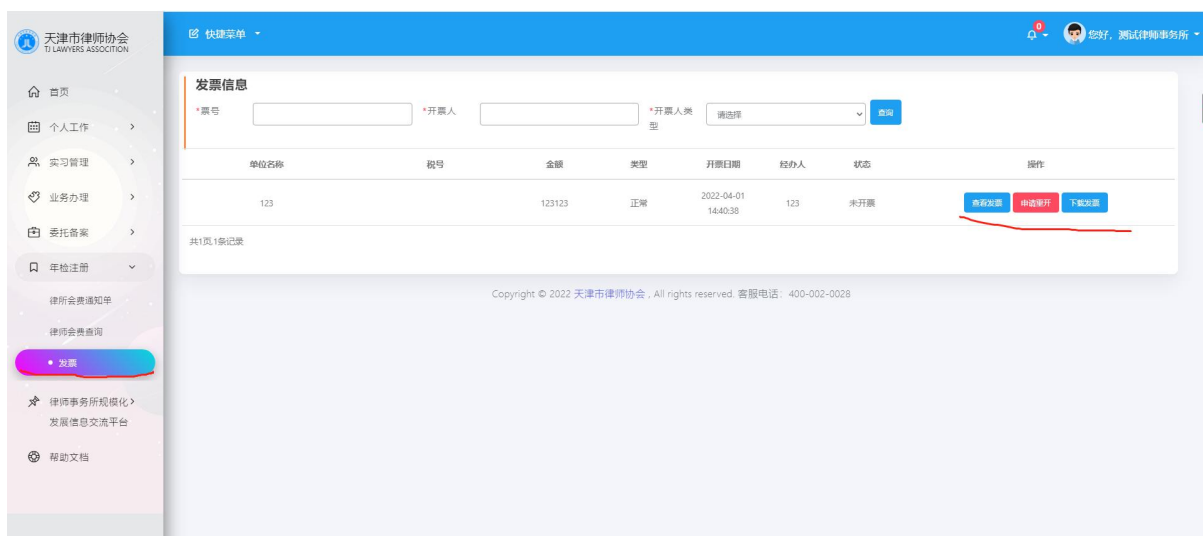 天津市律师协会
TJ LAWYERS ASSOCITION
快捷菜单
0
您好，测试律师事务所
首页
个人工作
实习管理
业务办理
委托备案
年检注册
律所会费通知单
律师会费查询
发票
律师事务所规模化
发展信息交流平台
帮助文档
发票信息
*票号
*开票人
*开票人类
型
请选择
查询
单位名称 税号 金额 类型 开票日期 经办人 状态 操作
123 123123 正常 2022-04-01 123 未开票 查看发票 申请重开 下载发票
14:40:38
共1页,1条记录
Copyright © 2022 天津市律师协会 , All rights reserved. 客服电话：400-002-0028